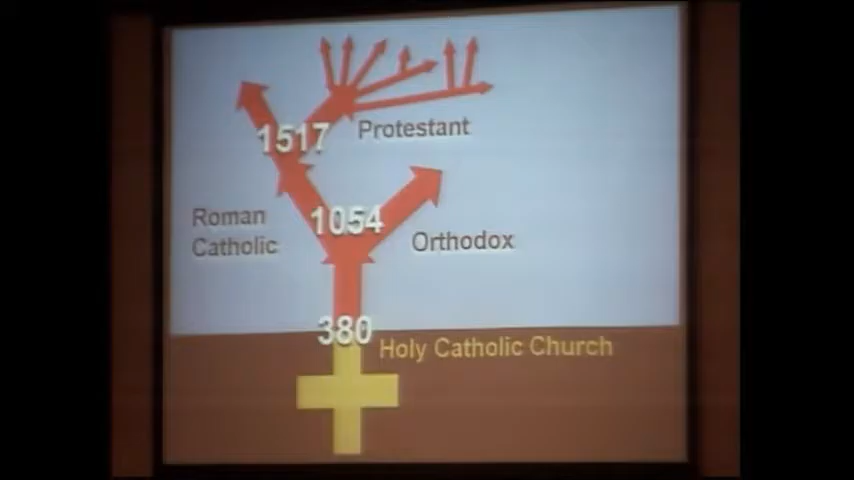 1517
Protestant
Roman
Catholic
1054
Orthodox
380
Holy Catholic Church